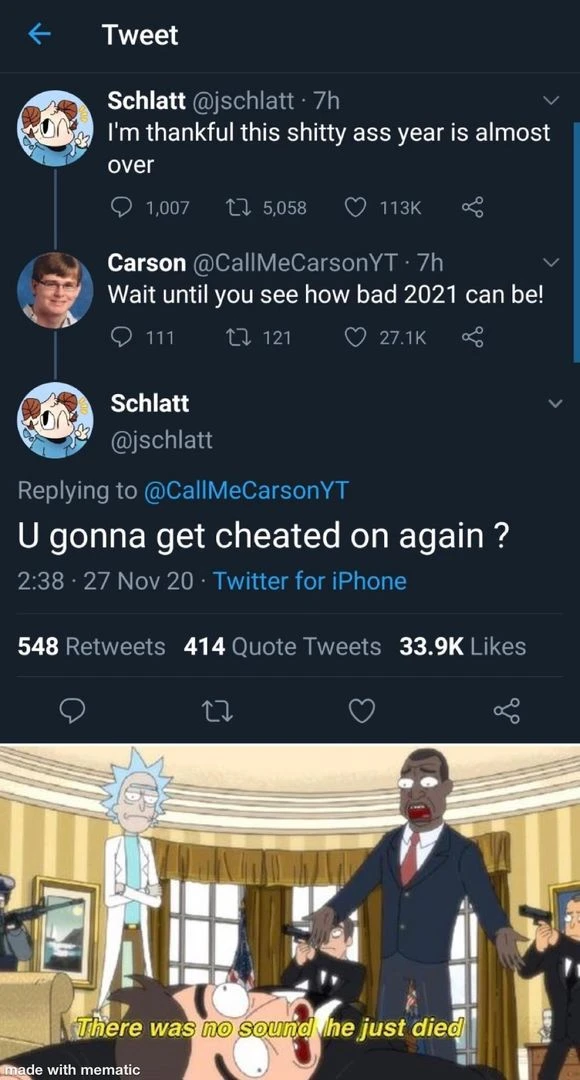 Tweet
Schlatt @jschlatt · 7h
I'm thankful this shitty ass year is almost
over
1,007 5,058 113K
Carson @CallMeCarsonYT · 7h
Wait until you see how bad 2021 can be!
111 121 27.1K
Schlatt
@jschlatt
Replying to @CallMeCarsonYT
U gonna get cheated on again ?
2:38 · 27 Nov 20 · Twitter for iPhone
548 Retweets 414 Quote Tweets 33.9K Likes
There was no sound he just died
made with mematic